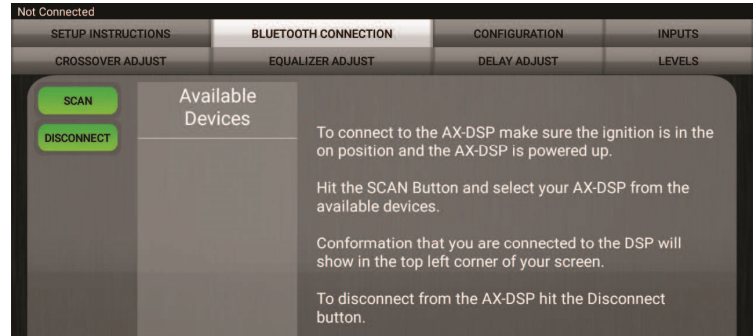 Not Connected
SETUP INSTRUCTIONS BLUETOOTH CONNECTION CONFIGURATION INPUTS
CROSSOVER ADJUST EQUALIZER ADJUST DELAY ADJUST LEVELS
SCAN
DISCONNECT
Available
Devices
To connect to the AX-DSP make sure the ignition is in the
on position and the AX-DSP is powered up.
Hit the SCAN Button and select your AX-DSP from the
available devices.
Conformation that you are connected to the DSP will
show in the top left corner of your screen.
To disconnect from the AX-DSP hit the Disconnect
button.